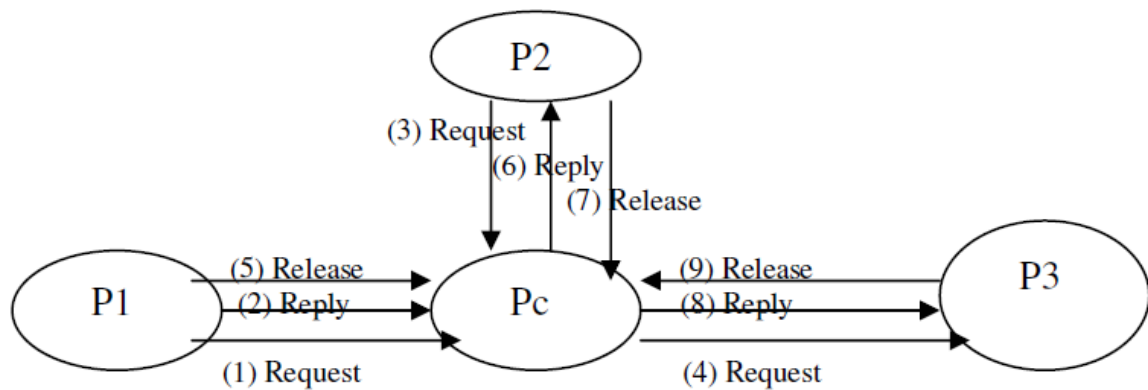 P2
(3) Request
(6) Reply
(7) Release
(5) Release
(9) Release
P1
(2) Reply
Pc
(8) Reply
P3
(1) Request
(4) Request